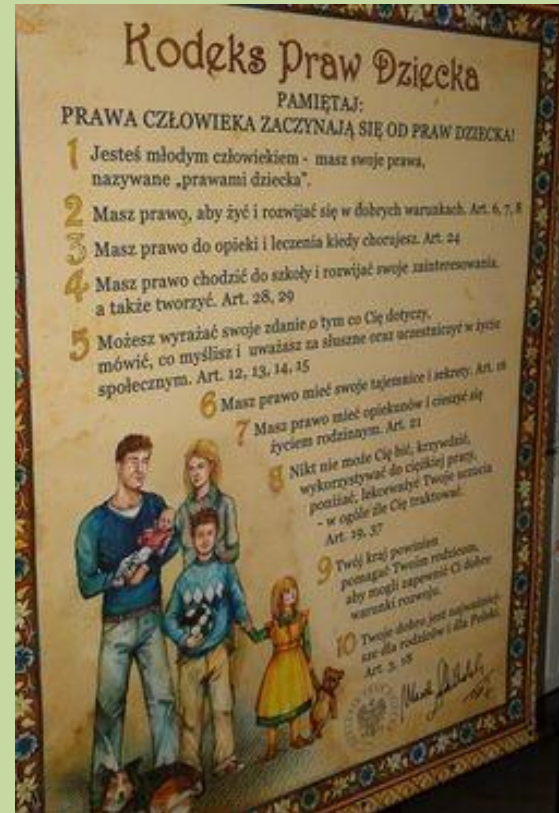 Kodeks Praw Dziecka
PAMIĘTAJ:
PRAWA CZŁOWIEKA ZACZYNAJĄ SIĘ OD PRAW DZIECKA!
1 Jesteś młodym człowiekiem - masz swoje prawa,
nazywane „prawami dziecka".
2 Masz prawo, aby żyć i rozwijać się w dobrych warunkach. Art. 6, 7, 8
3 Masz prawo do opieki i leczenia kiedy chorujesz. Art. 24
4 Masz prawo chodzić do szkoły i rozwijać swoje zainteresowania,
a także tworzyć. Art. 28, 29
5 Możesz wyrażać swoje zdanie o tym co Cię dotyczy,
mówić, co myślisz i uważasz za słuszne oraz uczestniczyć w życiu
społecznym. Art. 12, 13, 14, 15
6 Masz prawo mieć swoje tajemnice i sekrety. Art. 16
7 Masz prawo mieć opiekunów i cieszyć się
życiem rodzinnym. Art. 21
8 Nikt nie może Cię bić, krzywdzić,
wykorzystywać do ciężkiej pracy,
poniżać, lekceważyć Twoje uczucia
- w ogóle źle Cię traktować.
Art. 19, 37
9 Twój kraj powinien
pomagać Twoim rodzicom,
aby mogli zapewnić Ci dobre
warunki rozwoju.
10 Twoje dobro jest najważniej-
sze dla rodziców i dla Polski.
Art. 3, 18